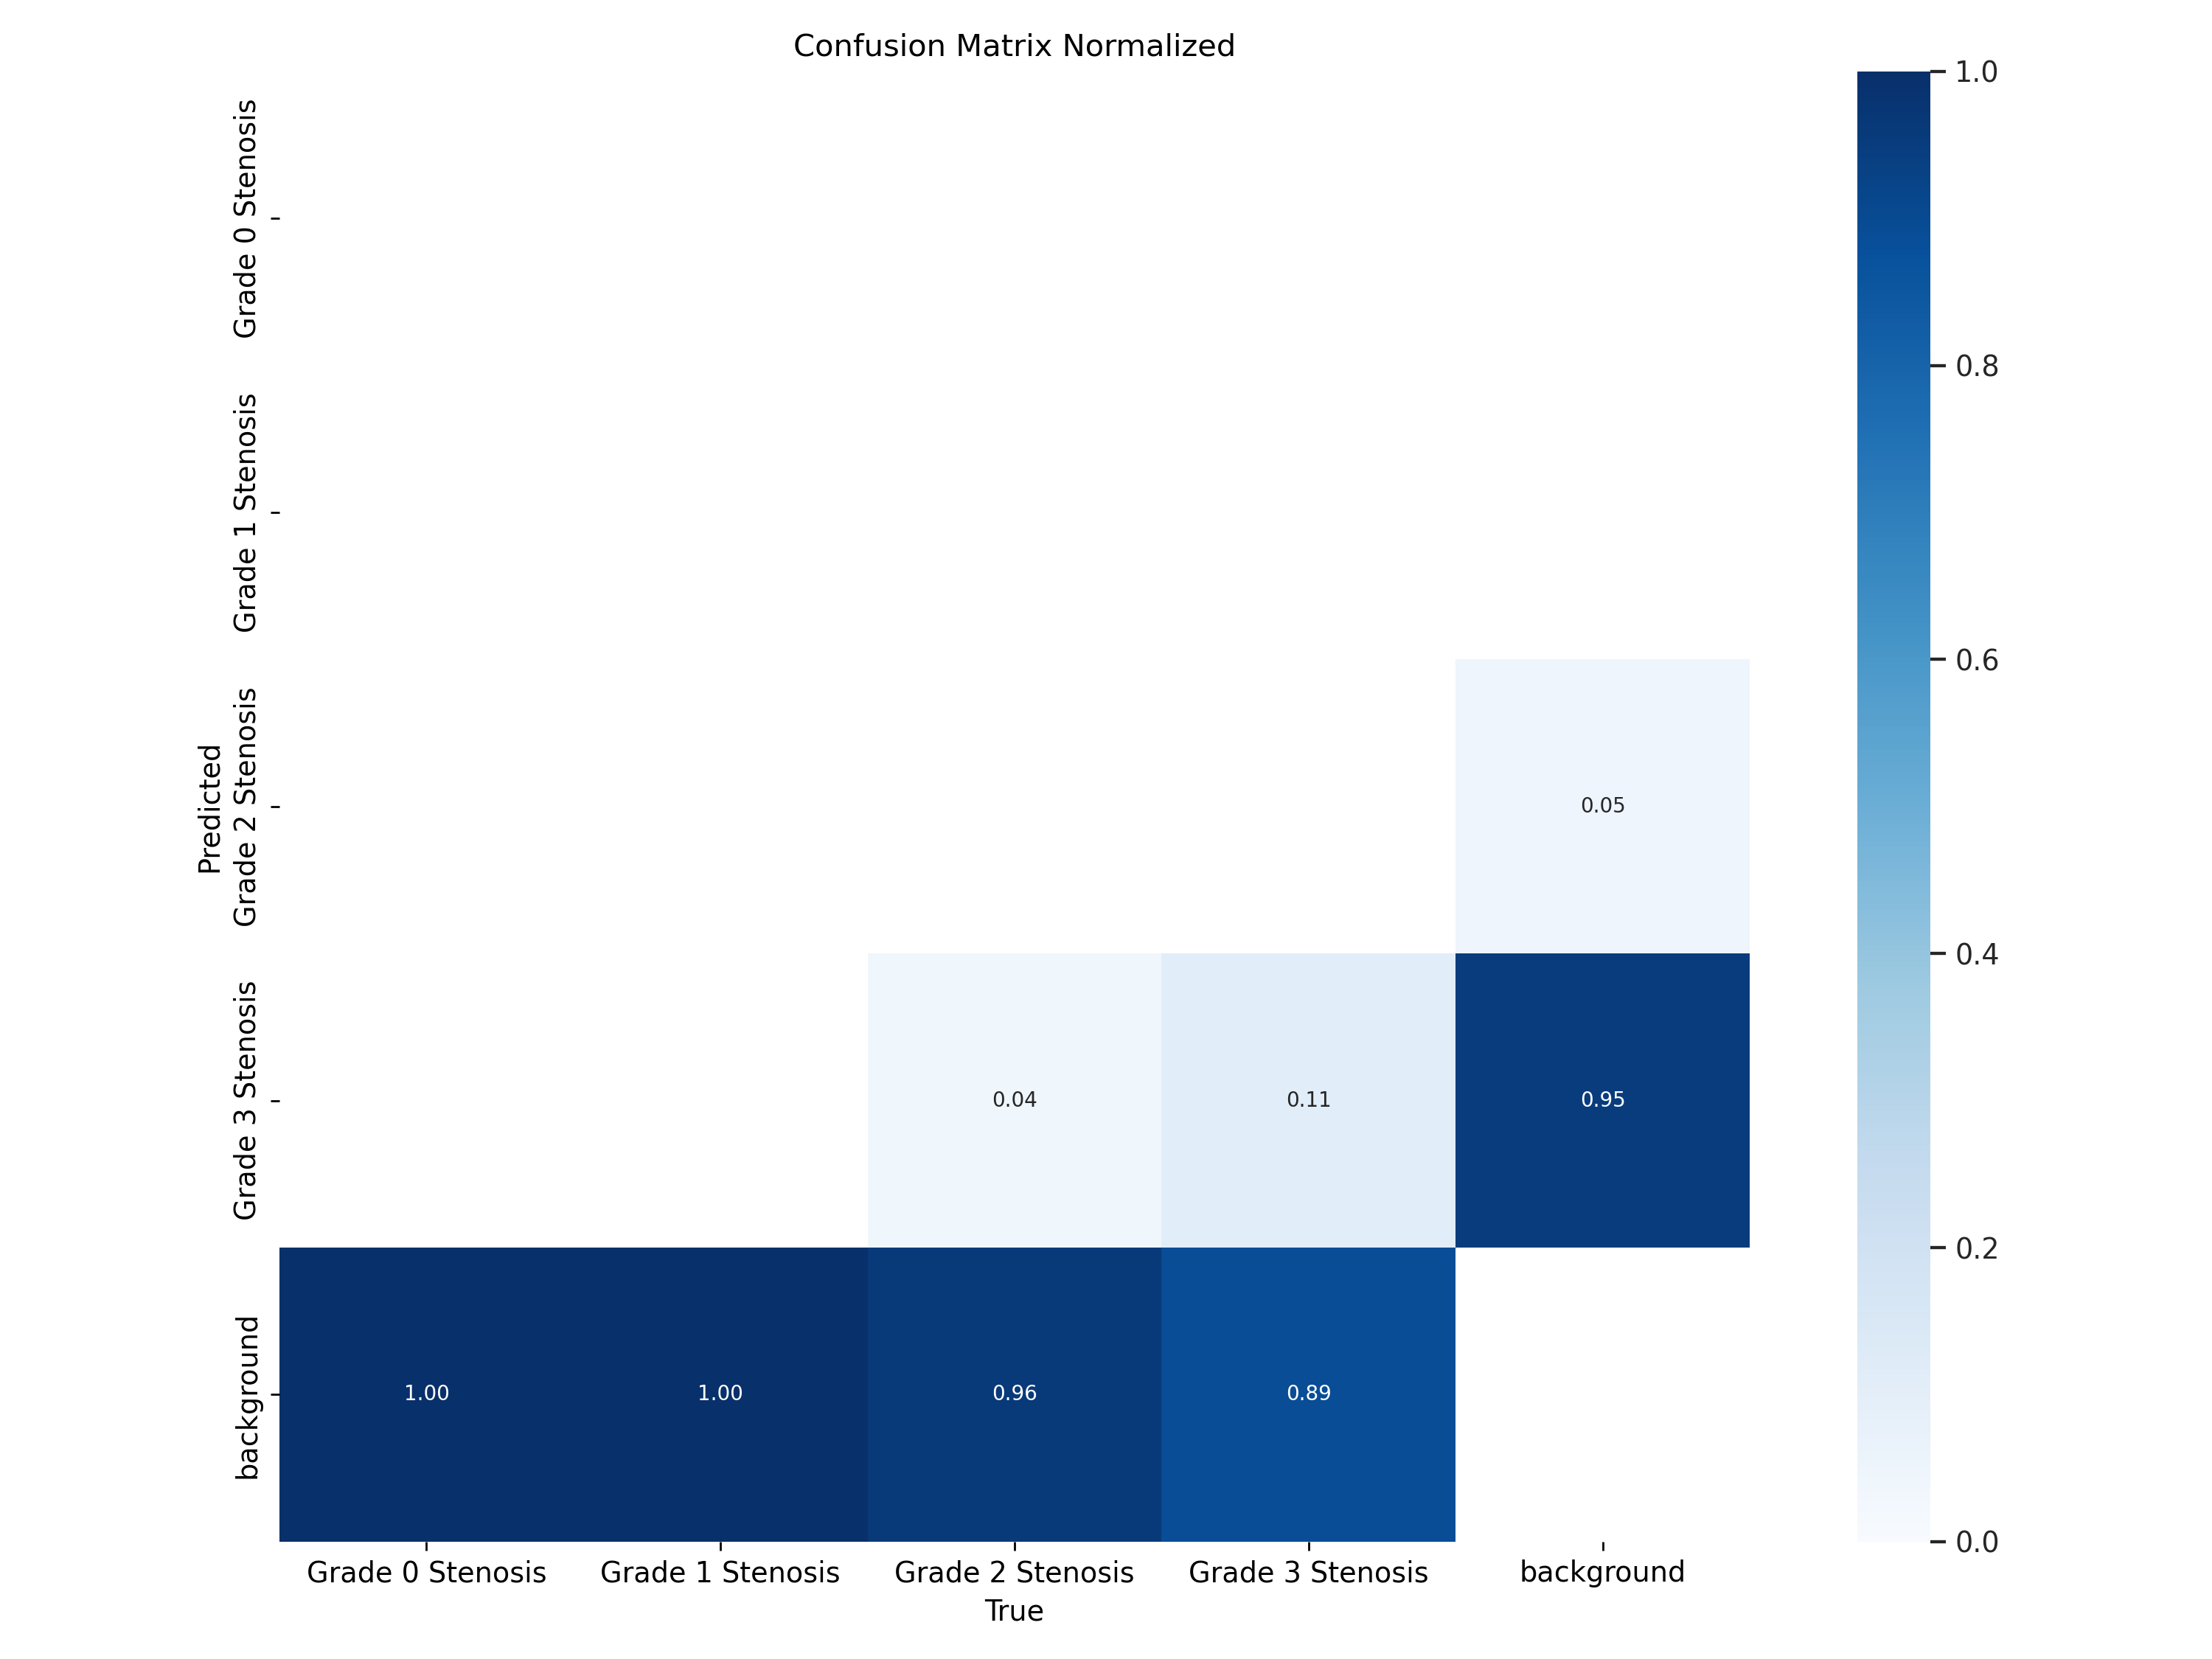 Confusion Matrix Normalized
Predicted
Grade 0 Stenosis
Grade 1 Stenosis
Grade 2 Stenosis
0.05
Grade 3 Stenosis
0.04 0.11 0.95
background
1.00 1.00 0.96 0.89
Grade 0 Stenosis Grade 1 Stenosis Grade 2 Stenosis Grade 3 Stenosis background
True
1.0
0.8
0.6
0.4
0.2
0.0